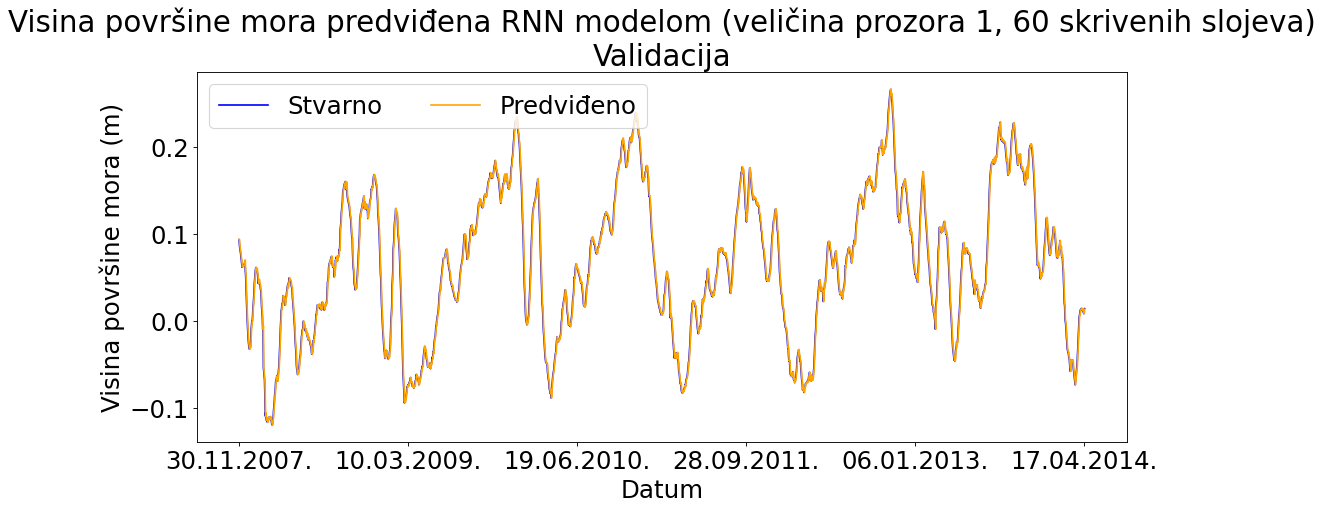 Visina površine mora predviđena RNN modelom (veličina prozora 1, 60 skrivenih slojeva)
Validacija
Stvarno Predviđeno
Visina površine mora (m)
0.2
0.1
0.0
−0.1
30.11.2007. 10.03.2009. 19.06.2010. 28.09.2011. 06.01.2013. 17.04.2014.
Datum